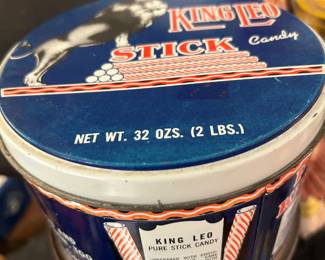 KING LEO
STICK
Candy
NET WT. 32 OZS. (2 LBS.)
KING LEO
PURE STICK CANDY